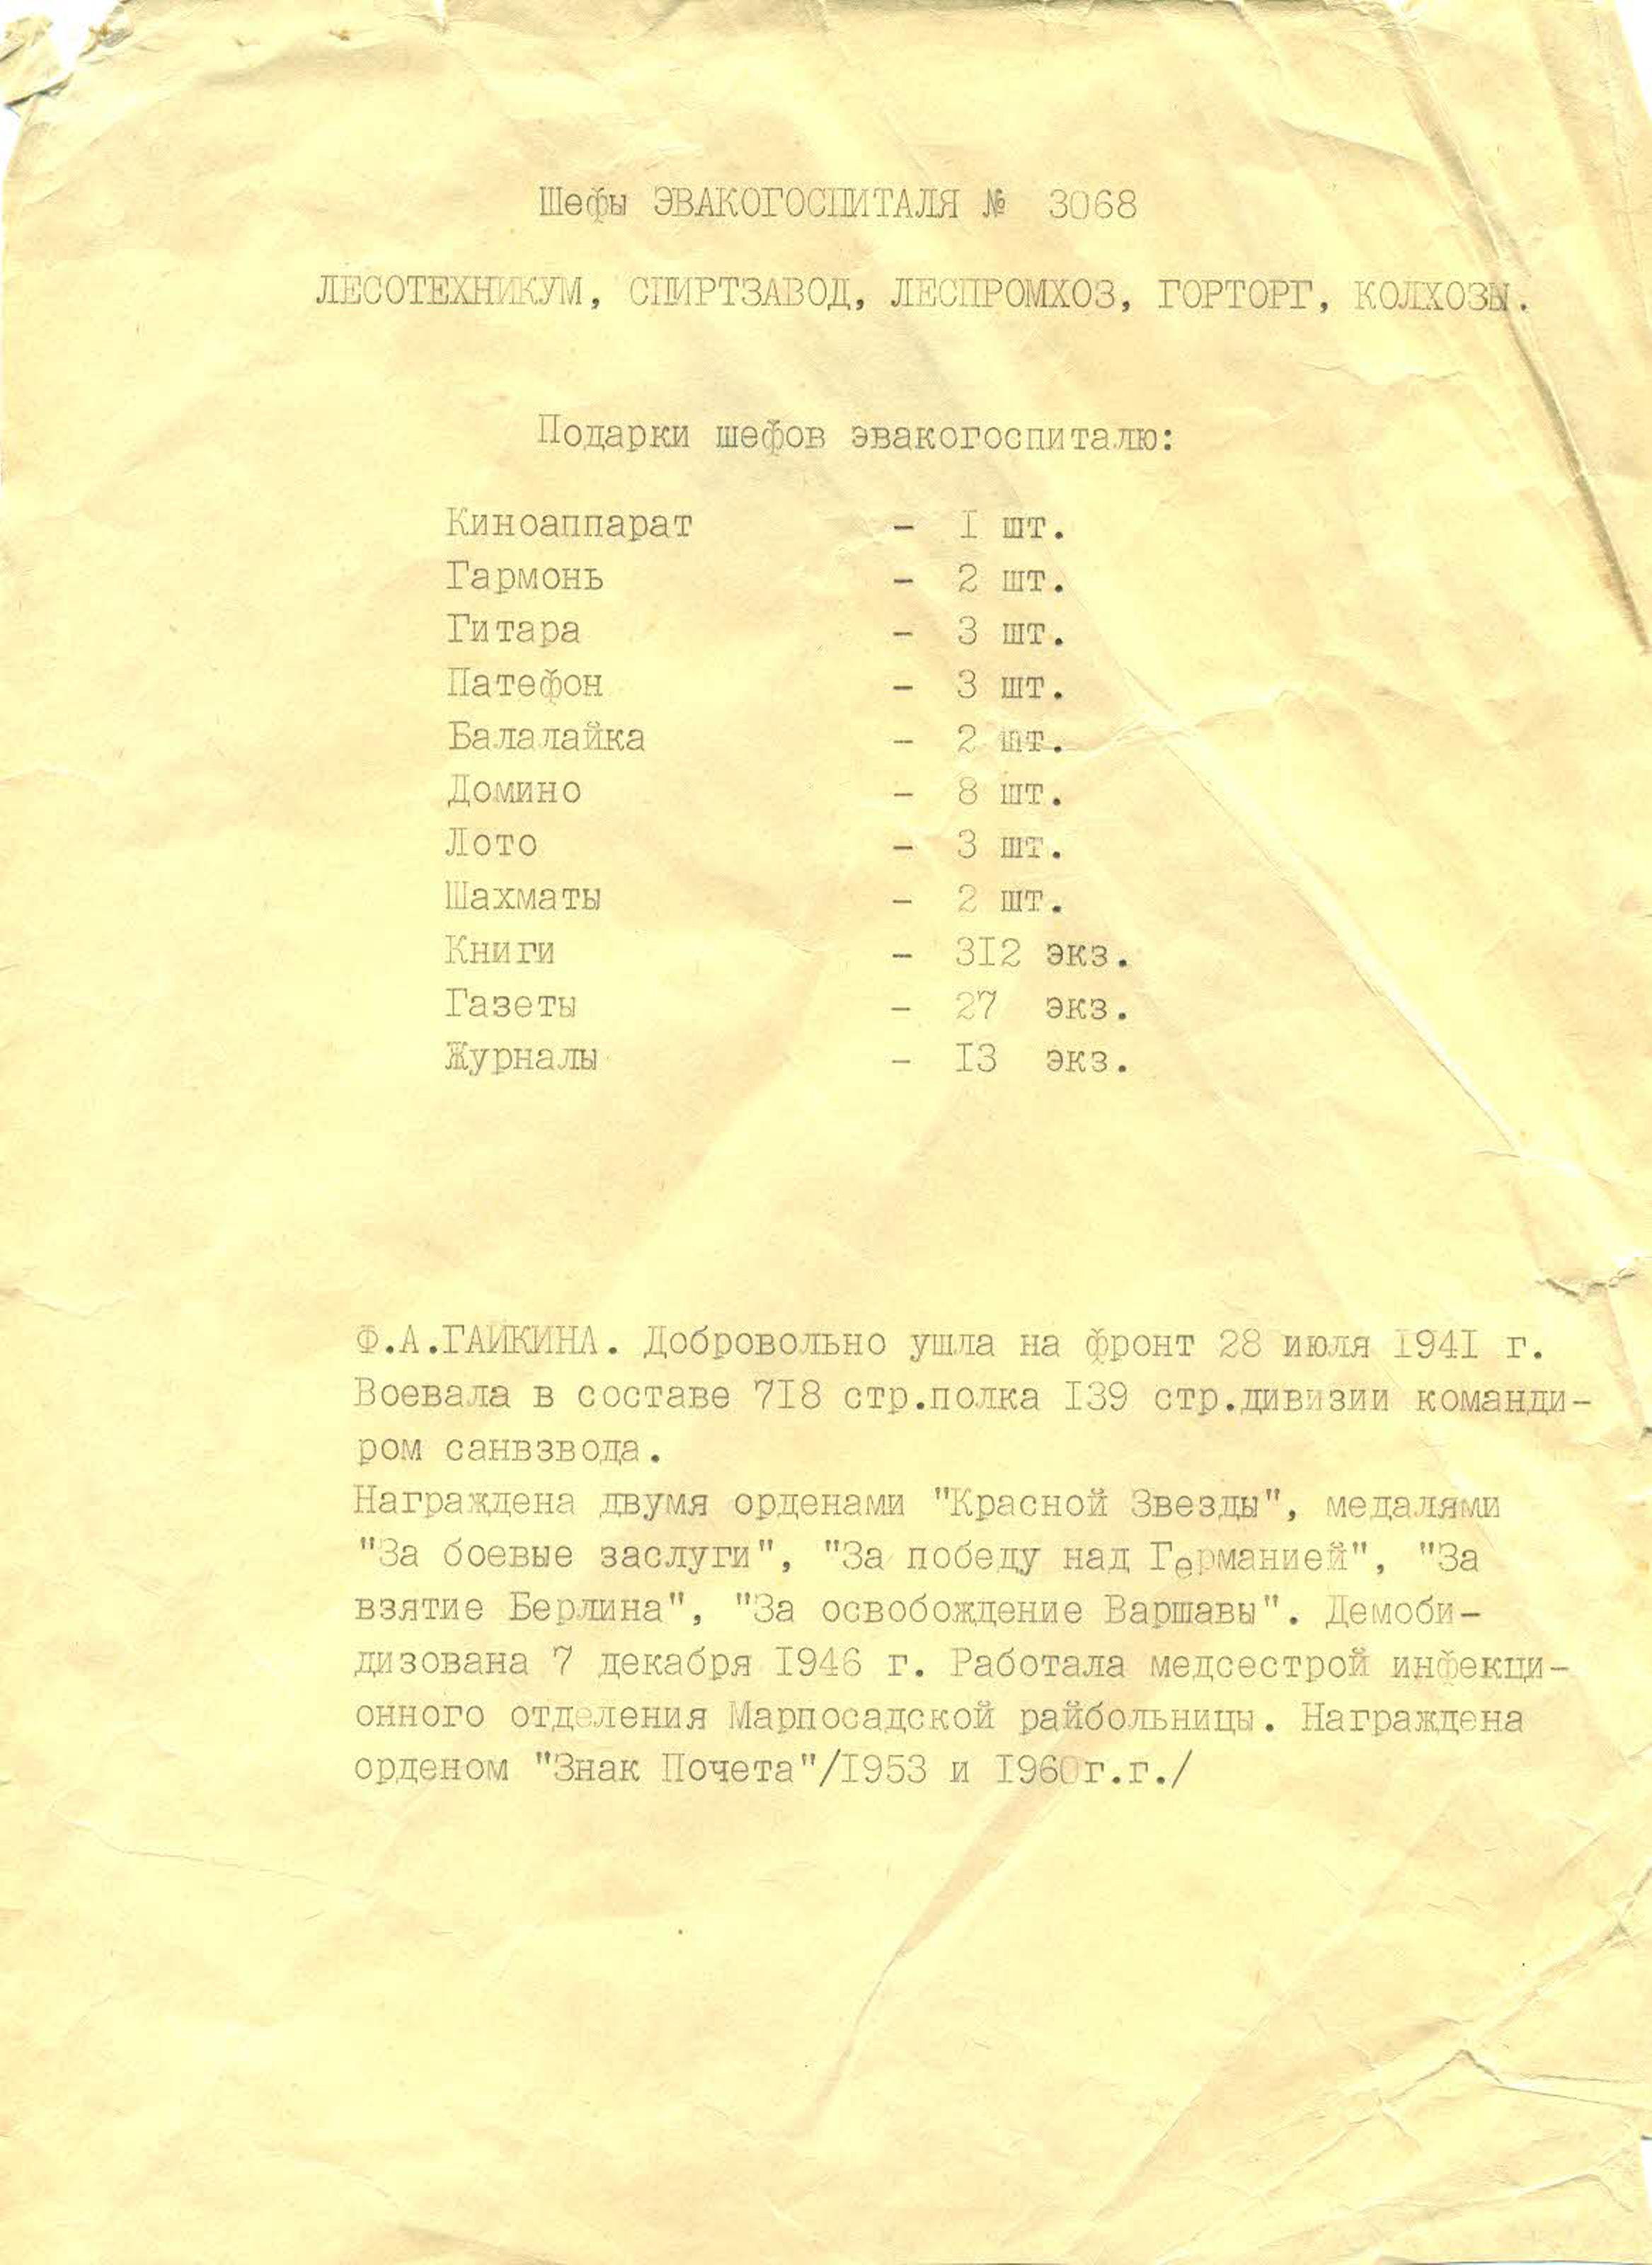 Шефы ЭВАКОГОСПИТАЛЯ № 3068
ЛЕСОТЕХНИКУМ, СПИРТЗАВОД, ЛЕСПРОМХОЗ, ГОРТОРГ, КОЛХОЗЫ.
Подарки шефов эвакогоспиталю:
Киноаппарат - I шт.
Гармонь - 2 шт.
Гитара - 3 шт.
Патефон - 3 шт.
Балалайка - 2 шт.
Домино - 8 шт.
Лото - 3 шт.
Шахматы - 2 шт.
Книги - 3I2 экз.
Газеты - 27 экз.
Журналы - I3 экз.
Ф.А.ГАЙКИНА. Добровольно ушла на фронт 28 июля I94I г.
Воевала в составе 7I8 стр.полка I39 стр.дивизии команди-
ром санвзвода.
Награждена двумя орденами "Красной Звезды", медалями
"За боевые заслуги", "За победу над Германией", "За
взятие Берлина", "За освобождение Варшавы". Демоби-
дизована 7 декабря I946 г. Работала медсестрой инфекци-
онного отделения Марпосадской райбольницы. Награждена
орденом "Знак Почета"/I953 и I960г.г./